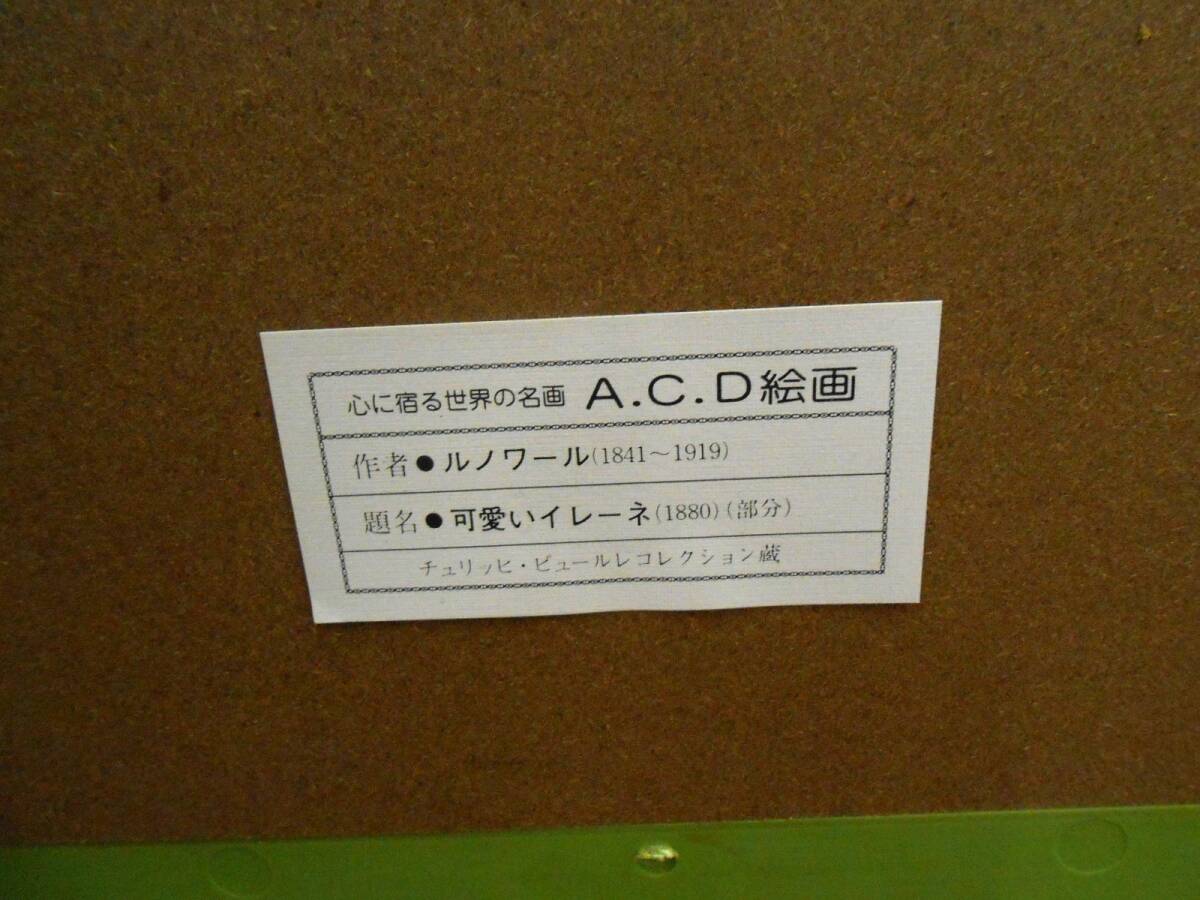 心に宿る世界の名画 A.C.D絵画
作者●ルノワール(1841〜1919)
題名●可愛いイレーネ(1880)(部分)
チュリッヒ・ビュールレコレクション蔵